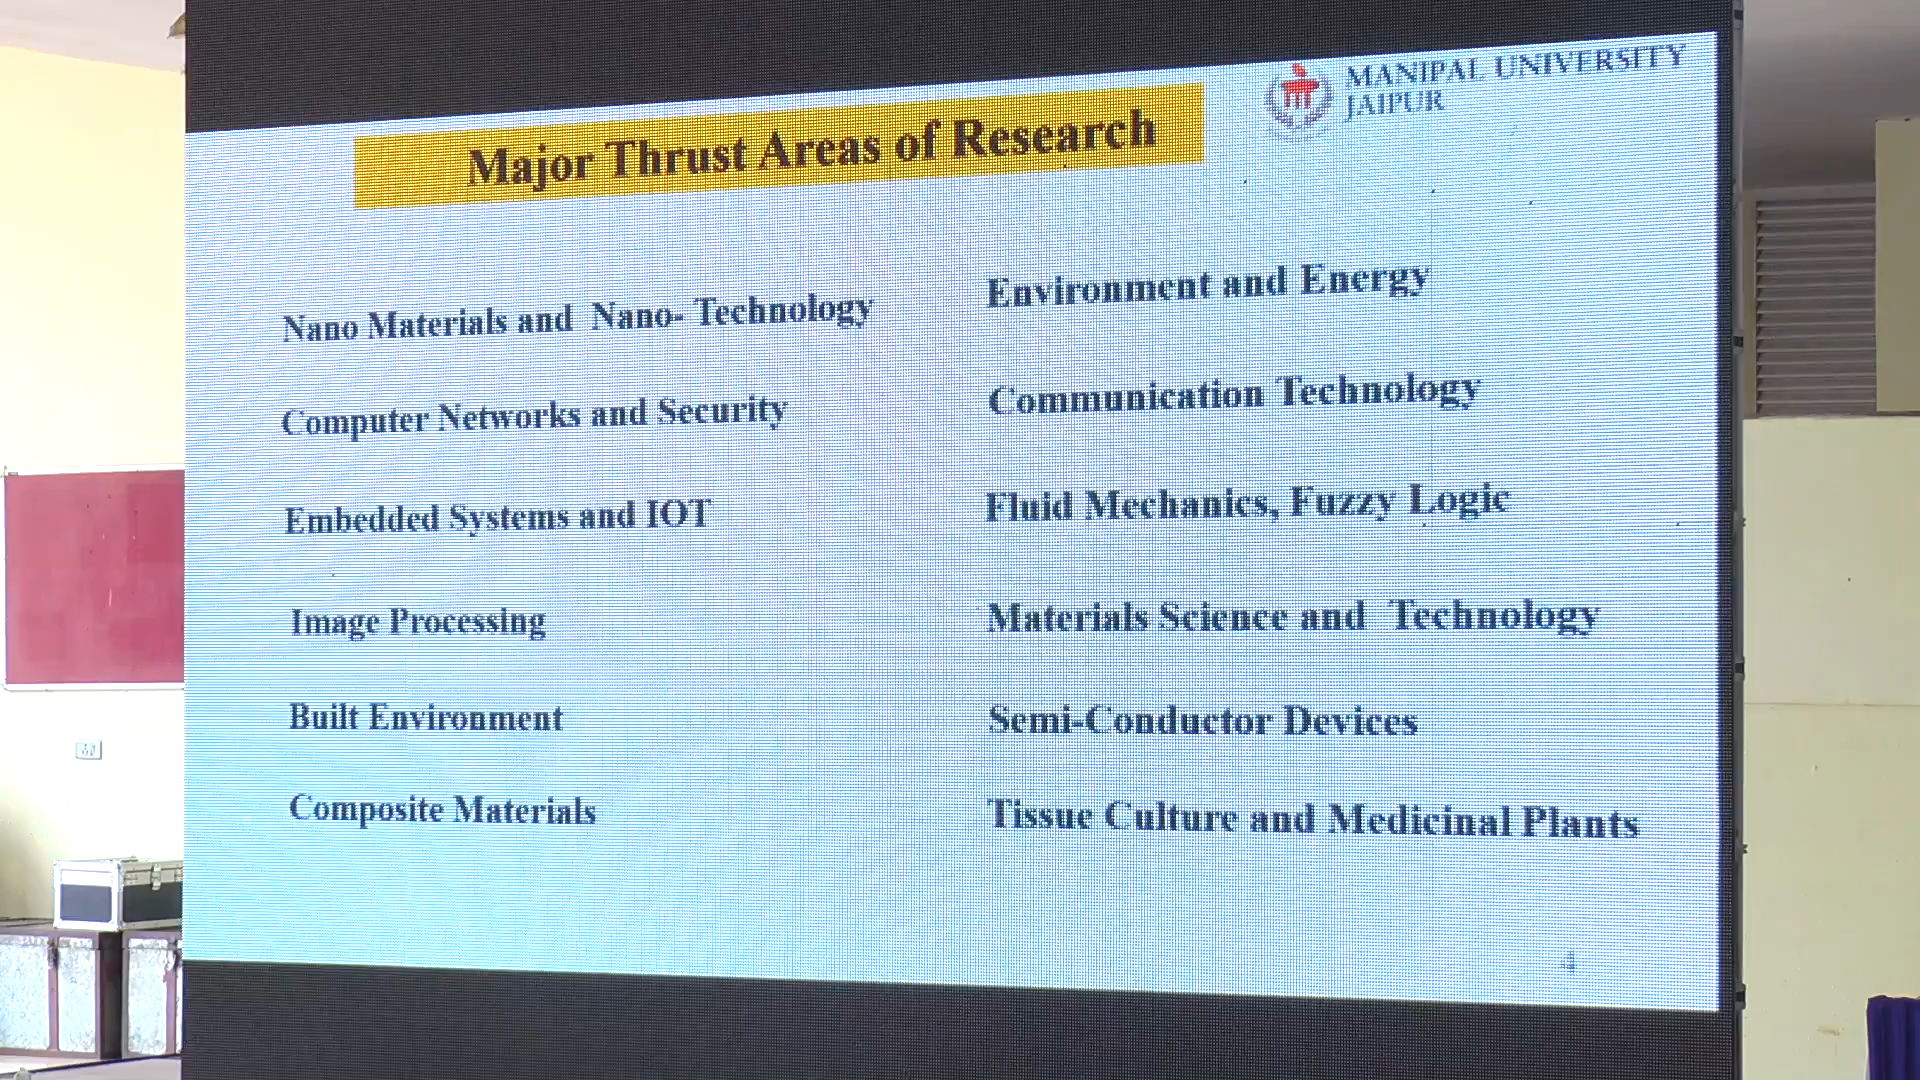 MANIPAL UNIVERSITY
JAIPUR
Major Thrust Areas of Research
Nano Materials and Nano- Technology
Computer Networks and Security
Embedded Systems and IOT
Image Processing
Built Environment
Composite Materials
Environment and Energy
Communication Technology
Fluid Mechanics, Fuzzy Logic
Materials Science and Technology
Semi-Conductor Devices
Tissue Culture and Medicinal Plants
4